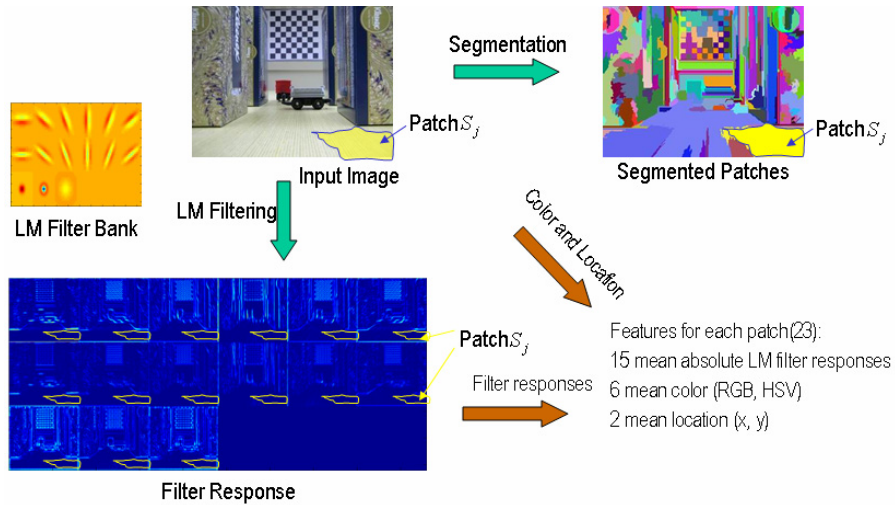 Segmentation
Patch S_j
Input Image
Patch S_j
Segmented Patches
LM Filter Bank
LM Filtering
Color and Location
Patch S_j
Filter responses
Features for each patch(23):
15 mean absolute LM filter responses
6 mean color (RGB, HSV)
2 mean location (x, y)
Filter Response